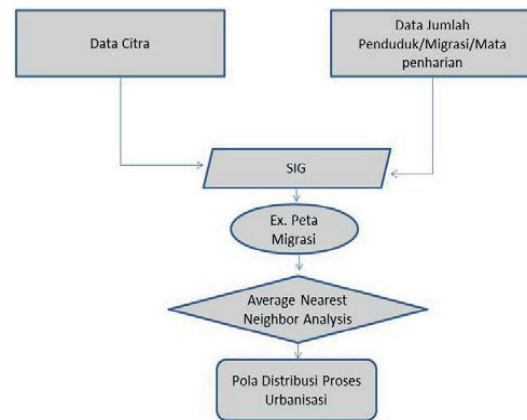 Data Citra
Data Jumlah
Penduduk/Migrasi/Mata
penharian
SIG
Ex. Peta
Migrasi
Average Nearest
Neighbor Analysis
Pola Distribusi Proses
Urbanisasi